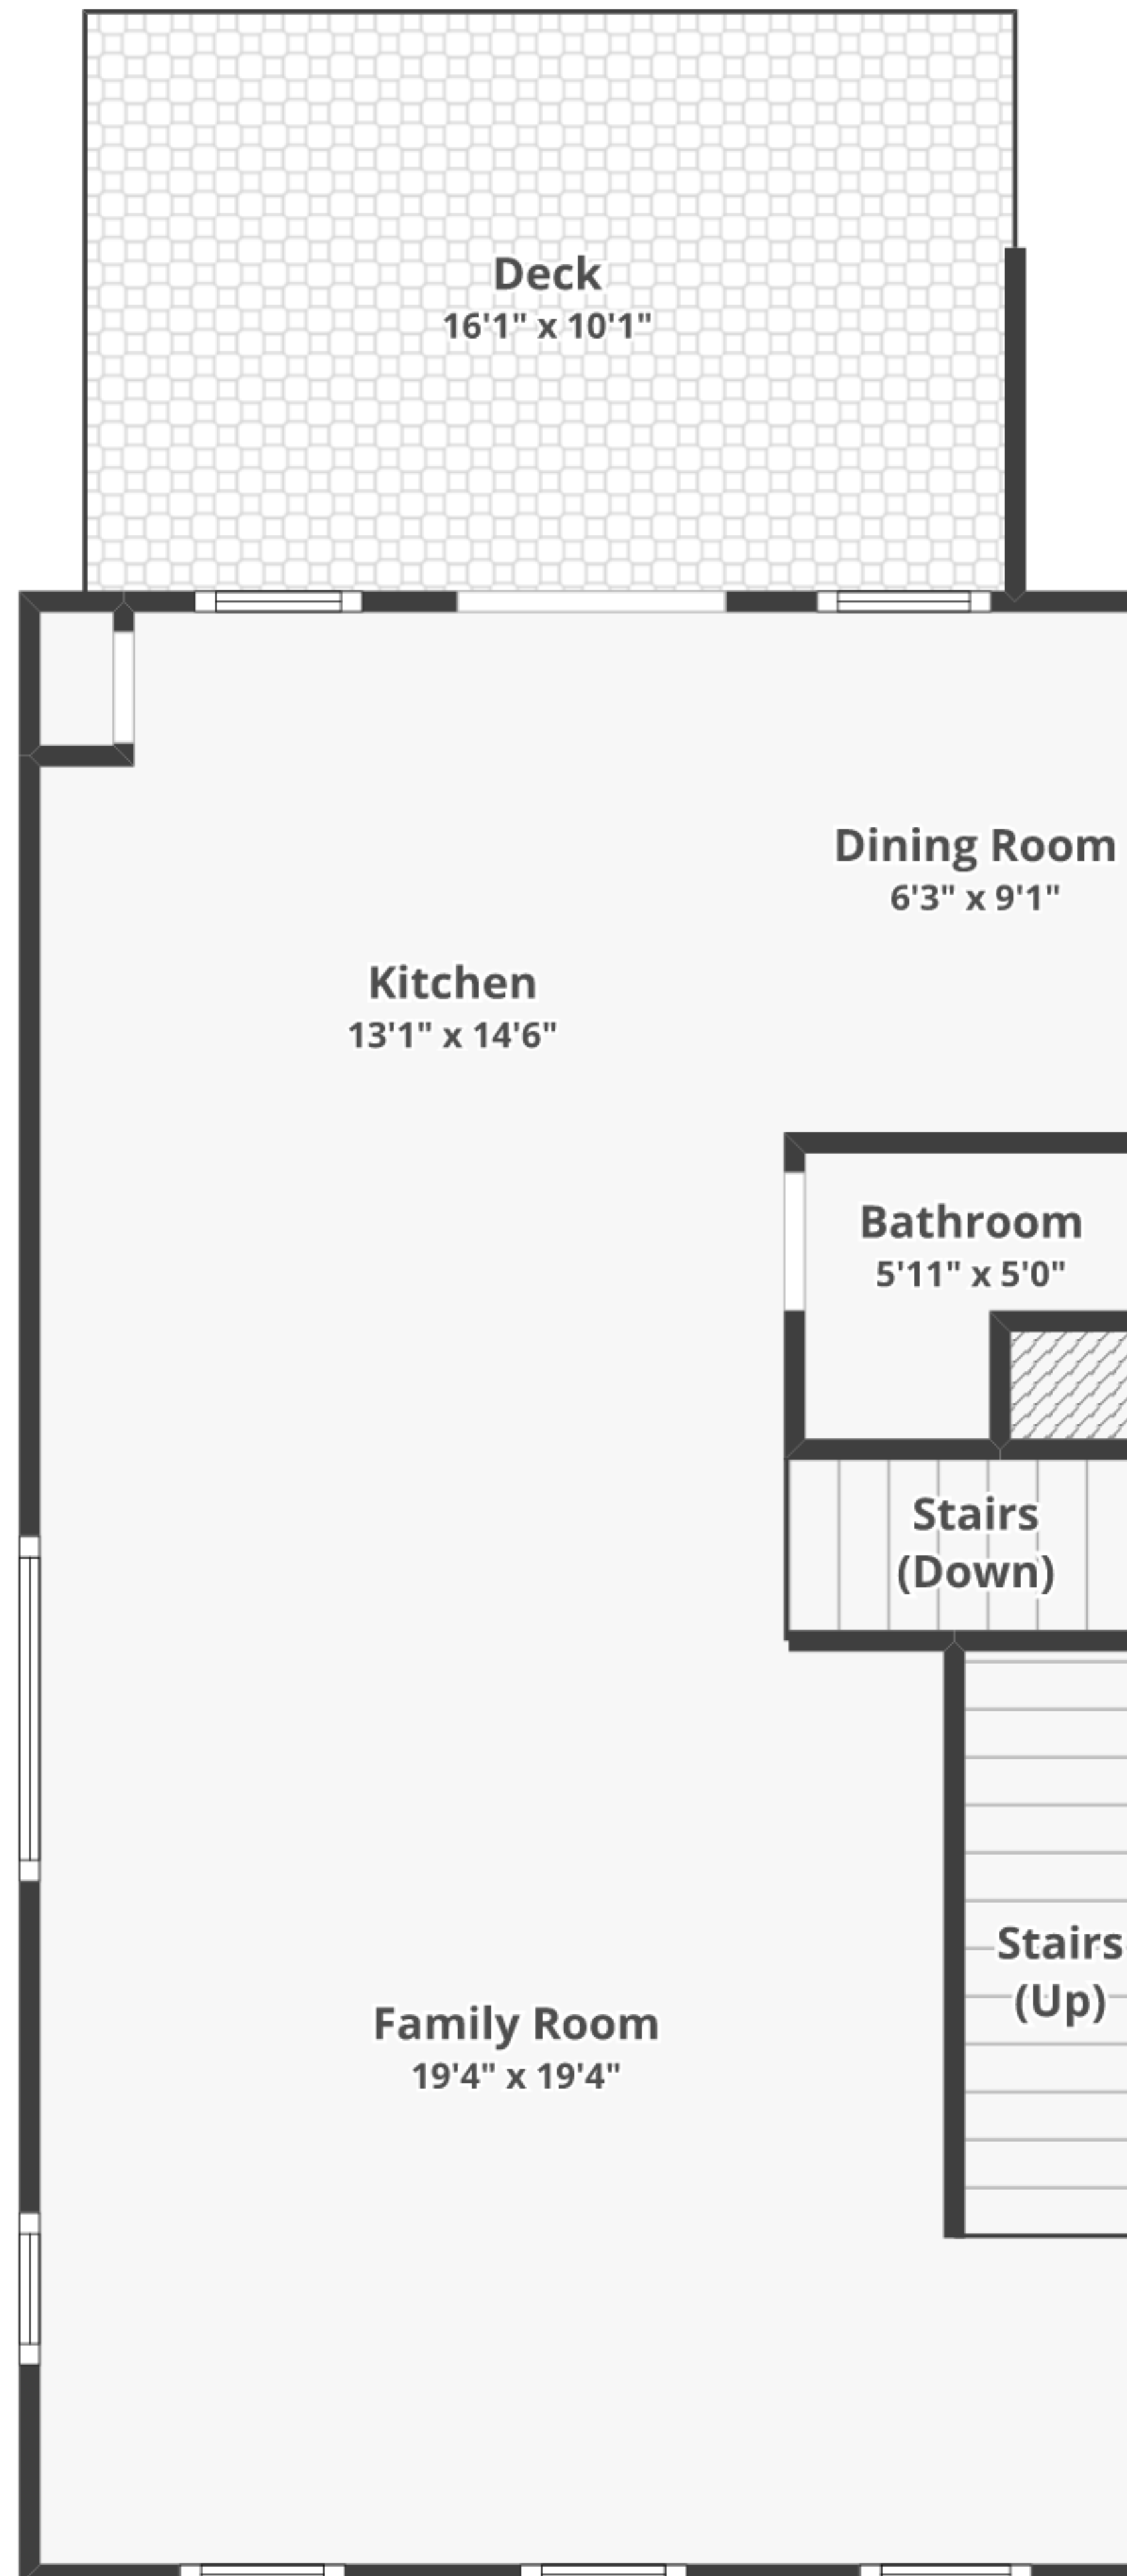 Deck
16'1" x 10'1"
Dining Room
6'3" x 9'1"
Kitchen
13'1" x 14'6"
Bathroom
5'11" x 5'0"
Stairs
(Down)
Stairs
(Up)
Family Room
19'4" x 19'4"